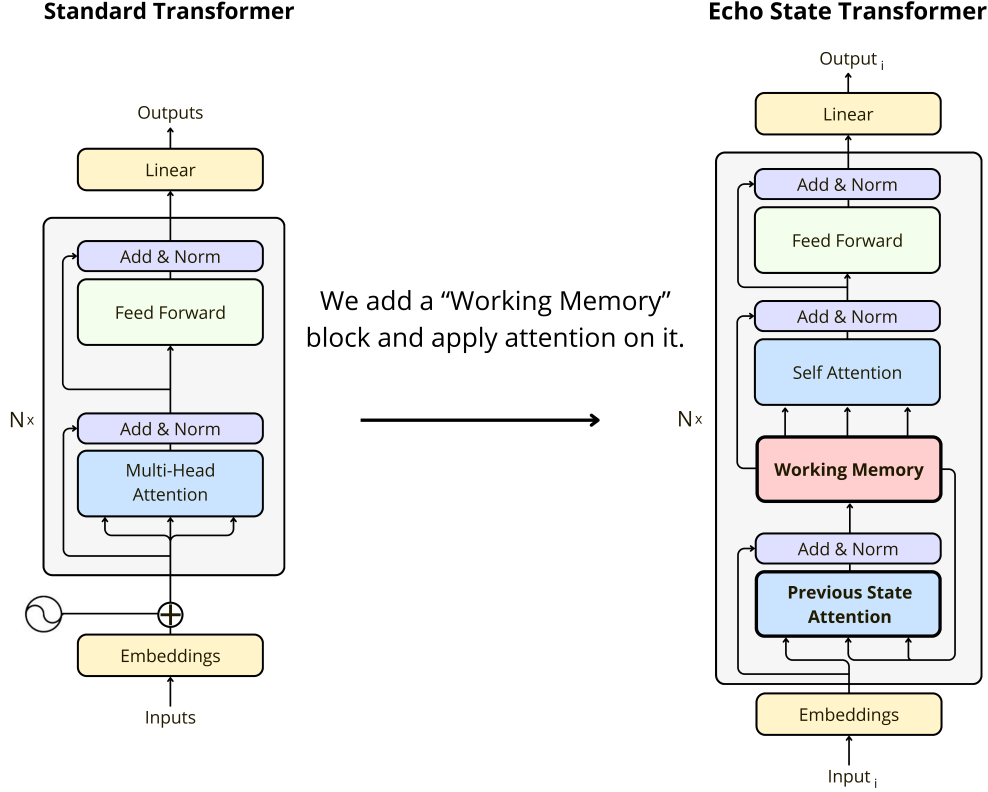 Standard Transformer
Outputs
Linear
Add & Norm
Feed Forward
Nx
Add & Norm
Multi-Head
Attention
Embeddings
Inputs
We add a “Working Memory”
block and apply attention on it.
Echo State Transformer
Output i
Linear
Add & Norm
Feed Forward
Add & Norm
Self Attention
Nx
Working Memory
Add & Norm
Previous State
Attention
Embeddings
Input i